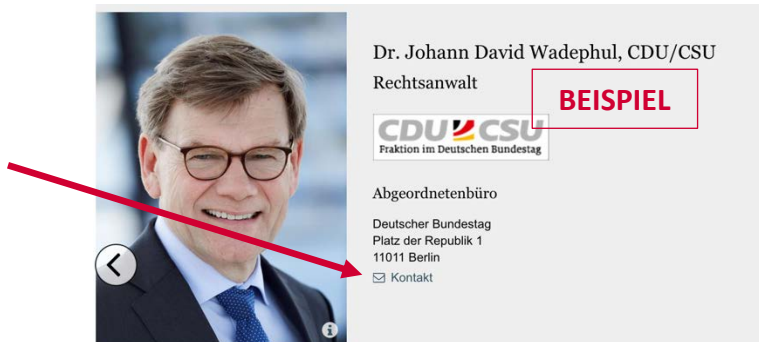 Dr. Johann David Wadephul, CDU/CSU
Rechtsanwalt
BEISPIEL
CDU CSU
Fraktion im Deutschen Bundestag
Abgeordnetenbüro
Deutscher Bundestag
Platz der Republik 1
11011 Berlin
Kontakt